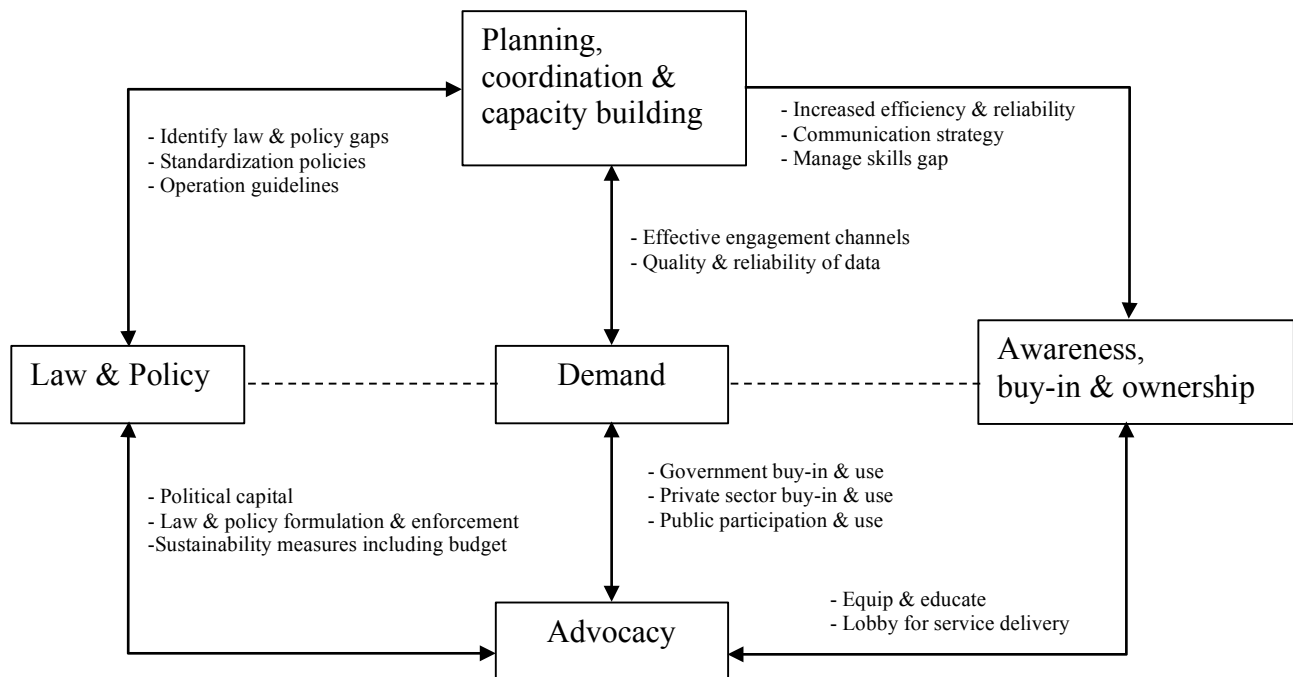 Planning,
coordination &
capacity building
- Identify law & policy gaps
- Standardization policies
- Operation guidelines
- Increased efficiency & reliability
- Communication strategy
- Manage skills gap
- Effective engagement channels
- Quality & reliability of data
Law & Policy
Demand
Awareness,
buy-in & ownership
- Political capital
- Law & policy formulation & enforcement
-Sustainability measures including budget
- Government buy-in & use
- Private sector buy-in & use
- Public participation & use
- Equip & educate
- Lobby for service delivery
Advocacy